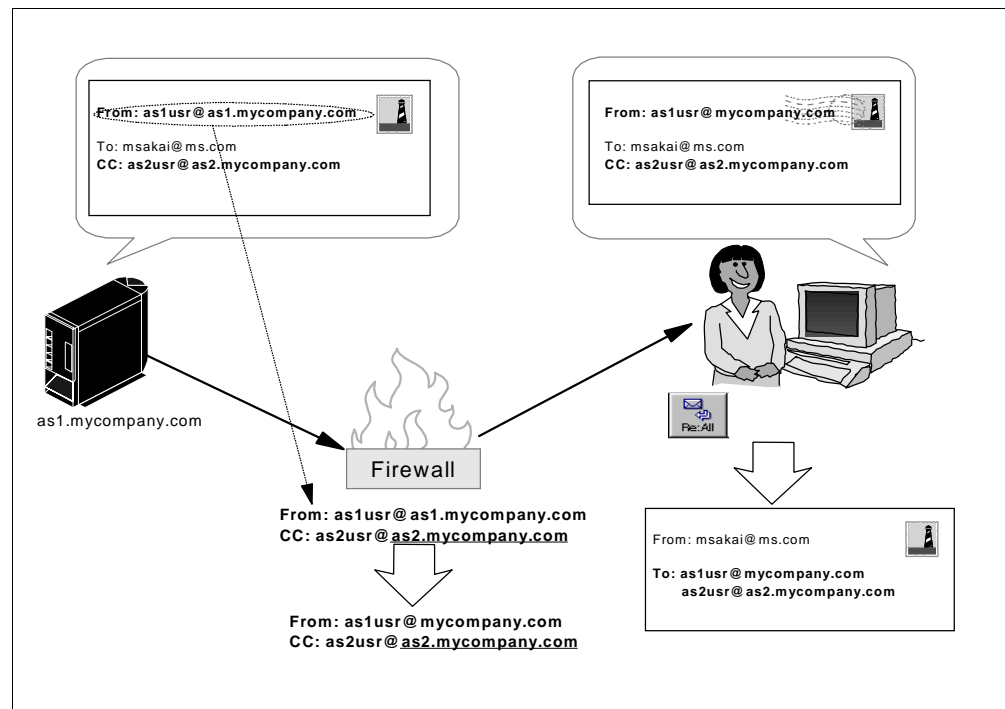 From: as1usr@as1.mycompany.com
To: msakai@ms.com
CC: as2usr@as2.mycompany.com
From: as1usr@mycompany.com
To: msakai@ms.com
CC: as2usr@as2.mycompany.com
as1.mycompany.com
Re:All
Firewall
From: as1usr@as1.mycompany.com
CC: as2usr@as2.mycompany.com
From: as1usr@mycompany.com
CC: as2usr@as2.mycompany.com
From: msakai@ms.com
To: as1usr@mycompany.com
as2usr@as2.mycompany.com